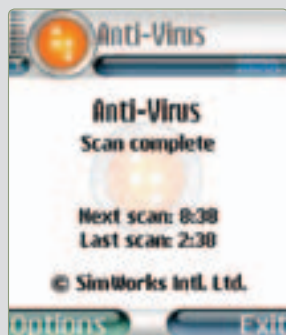 Anti-Virus
Anti-Virus
Scan complete
Next scan: 8:38
Last scan: 2:38
© SimWorks Intl. Ltd.
Options Exit